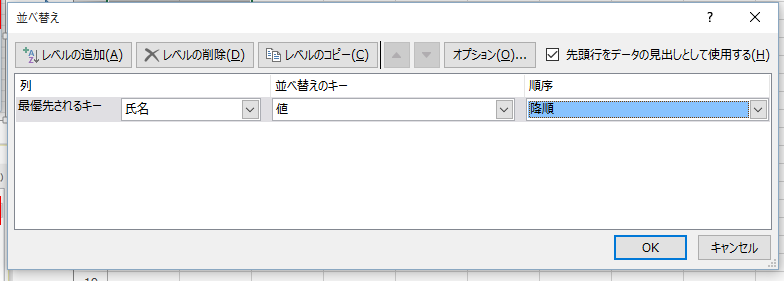 並べ替え
レベルの追加(A) レベルの削除(D) レベルのコピー(C) オプション(O)... 先頭行をデータの見出しとして使用する(H)
列 並べ替えのキー 順序
最優先されるキー 氏名 値 降順
OK キャンセル